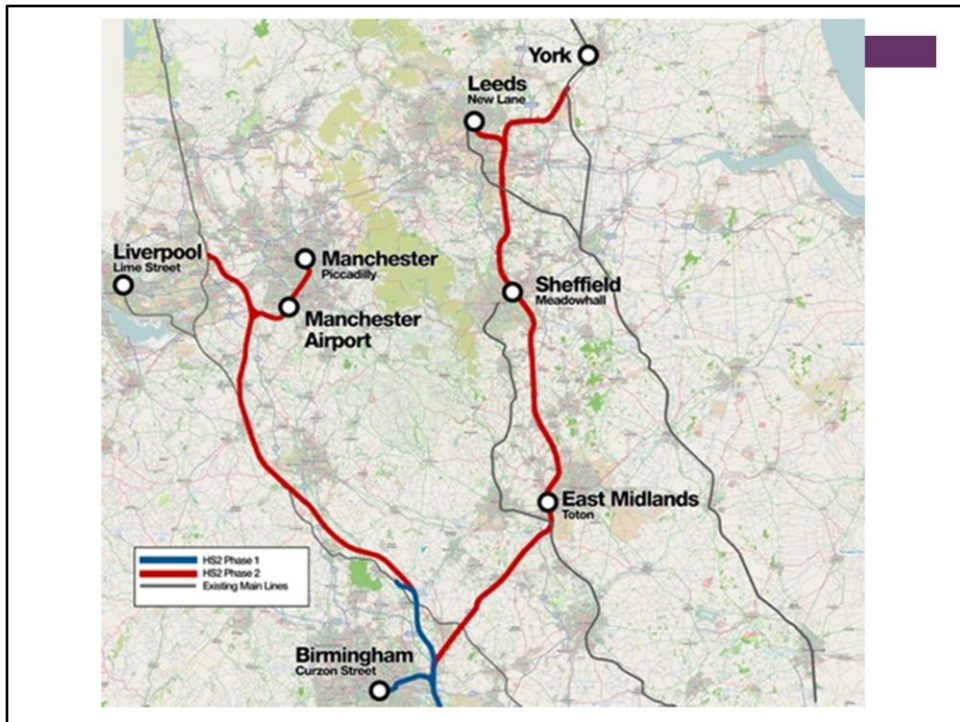 York
Leeds
New Lane
Liverpool
Lime Street
Manchester
Piccadilly
Manchester
Airport
Sheffield
Meadowhall
East Midlands
Toton
HS2 Phase 1
HS2 Phase 2
Existing Main Lines
Birmingham
Curzon Street